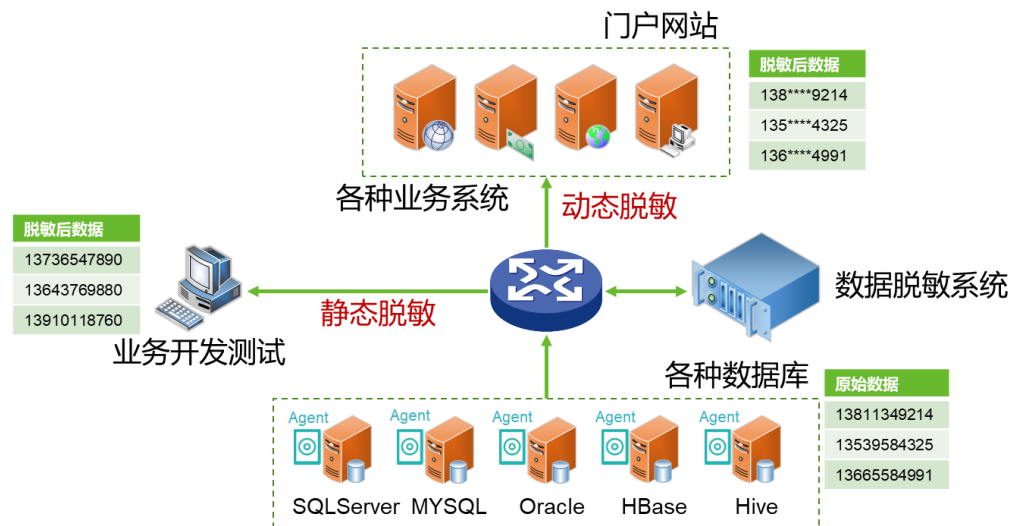 门户网站
脱敏后数据
138****9214
135****4325
136****4991
各种业务系统
动态脱敏
脱敏后数据
13736547890
13643769880
13910118760
静态脱敏
业务开发测试
数据脱敏系统
各种数据库
原始数据
13811349214
13539584325
13665584991
Agent Agent Agent Agent Agent
SQLServer MYSQL Oracle HBase Hive